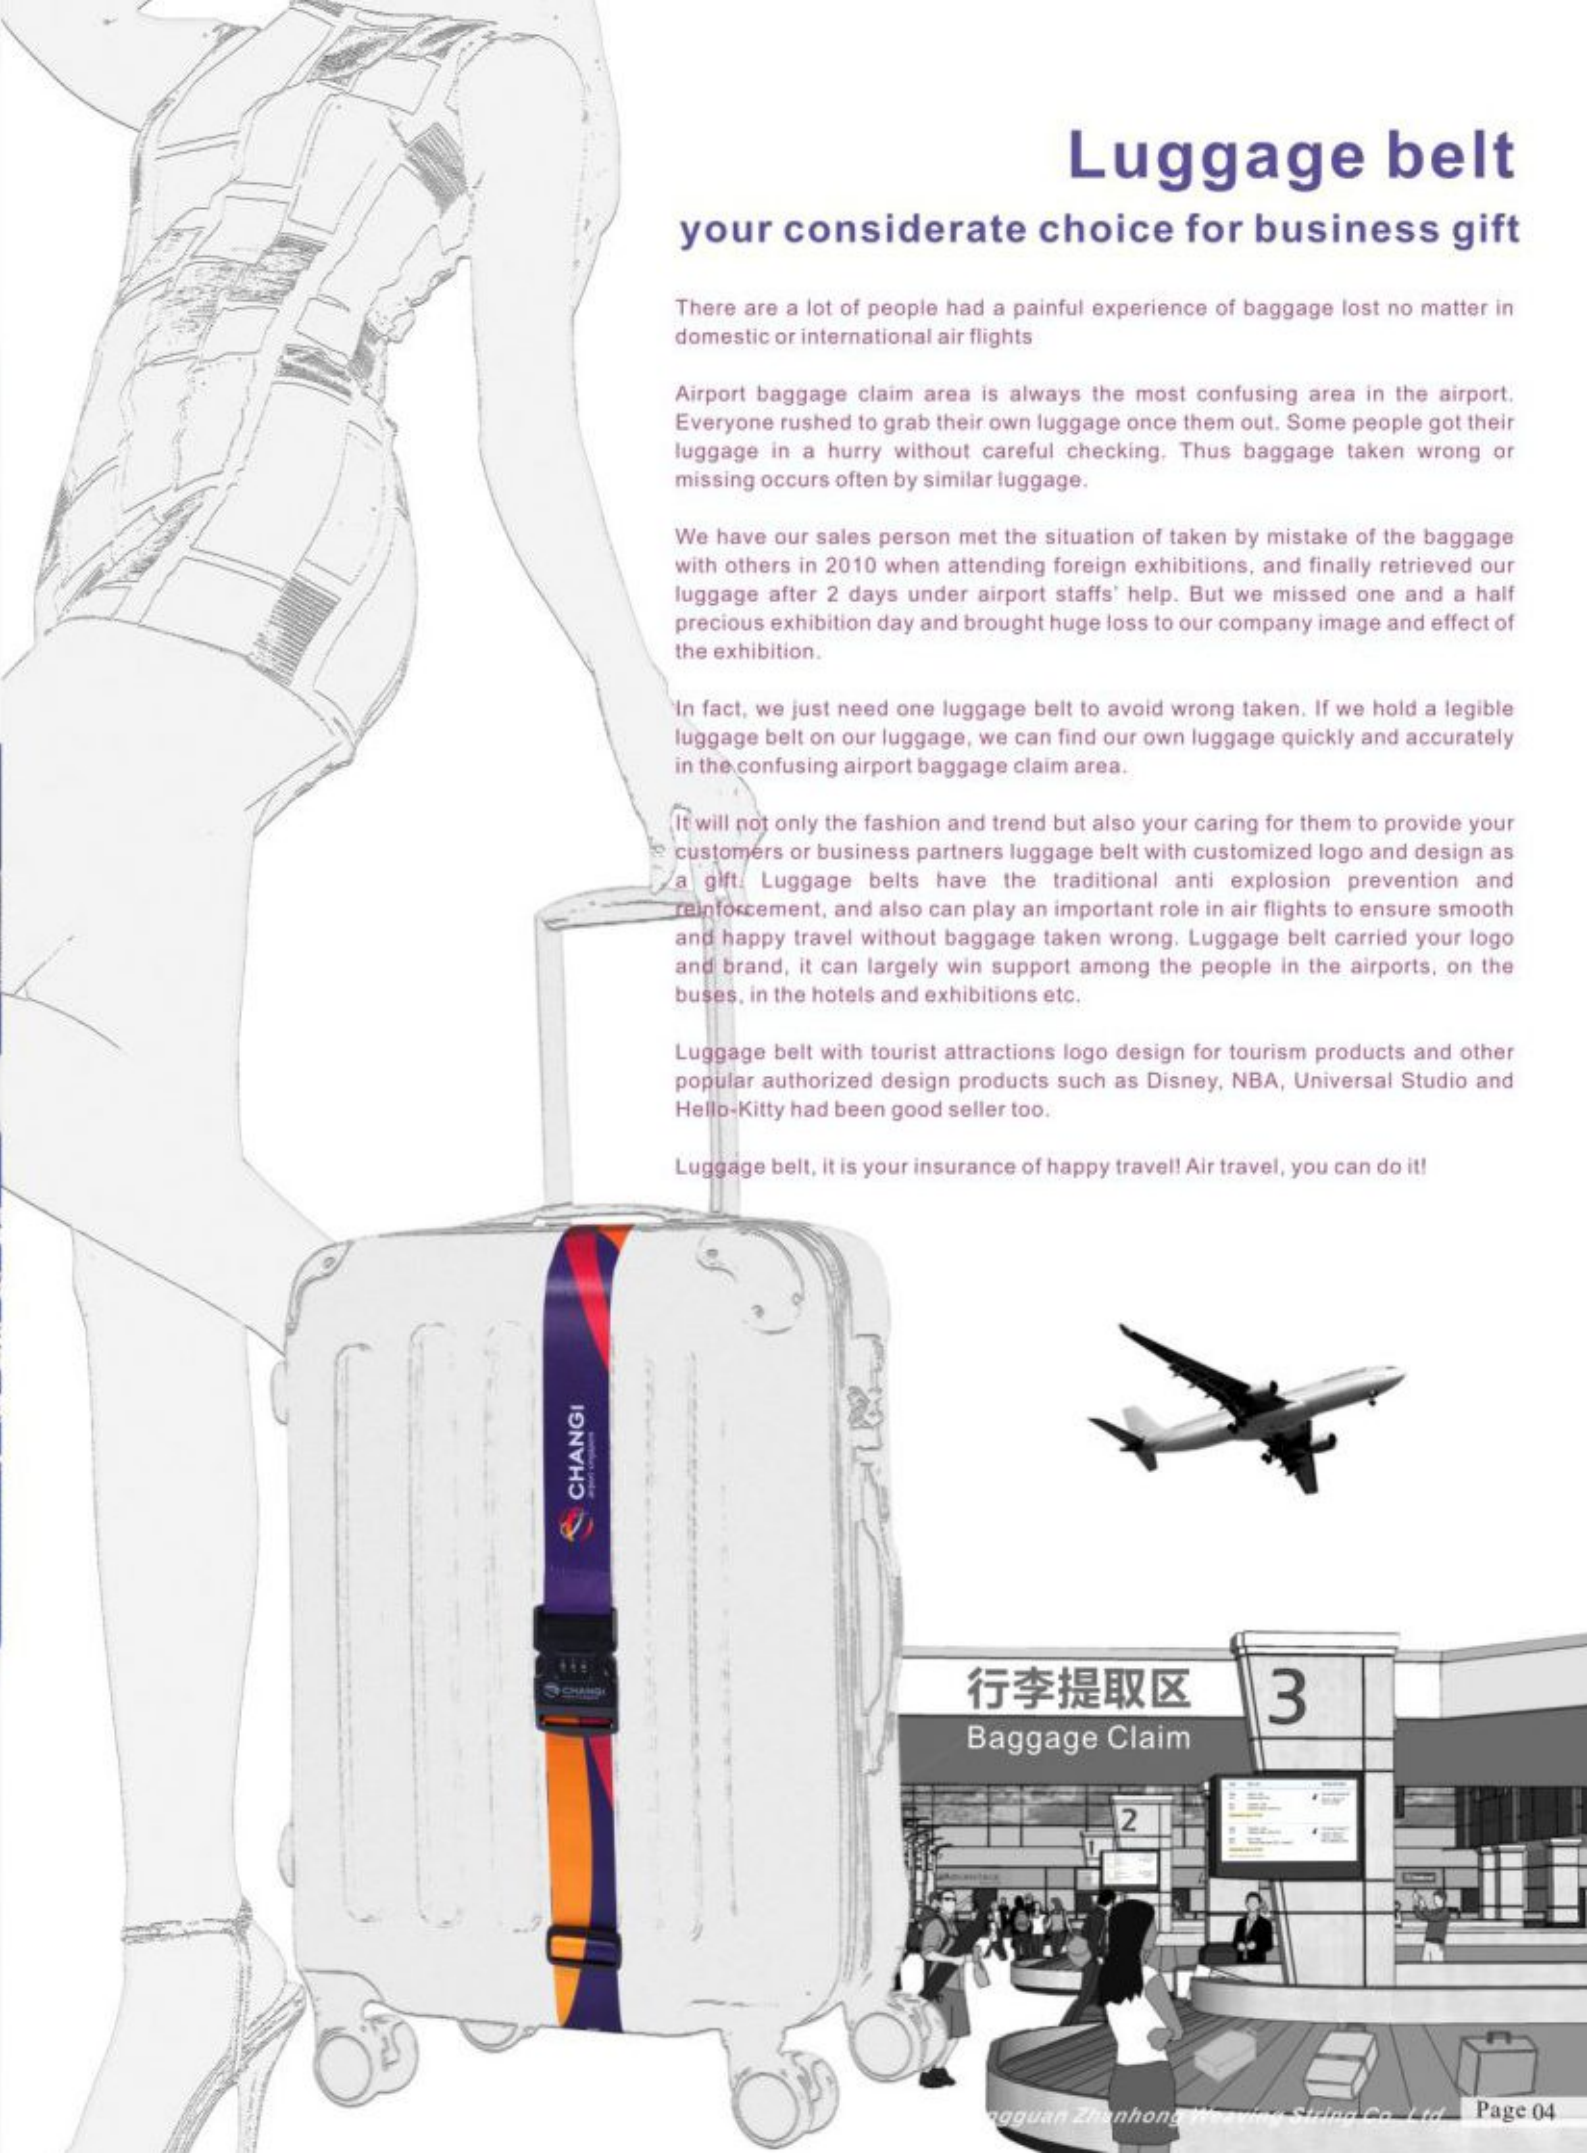 Luggage belt
your considerate choice for business gift
There are a lot of people had a painful experience of baggage lost no matter in
domestic or international air flights
Airport baggage claim area is always the most confusing area in the airport.
Everyone rushed to grab their own luggage once them out. Some people got their
luggage in a hurry without careful checking. Thus baggage taken wrong or
missing occurs often by similar luggage.
We have our sales person met the situation of taken by mistake of the baggage
with others in 2010 when attending foreign exhibitions, and finally retrieved our
luggage after 2 days under airport staffs' help. But we missed one and a half
precious exhibition day and brought huge loss to our company image and effect of
the exhibition.
In fact, we just need one luggage belt to avoid wrong taken. If we hold a legible
luggage belt on our luggage, we can find our own luggage quickly and accurately
in the confusing airport baggage claim area.
It will not only the fashion and trend but also your caring for them to provide your
customers or business partners luggage belt with customized logo and design as
a gift. Luggage belts have the traditional anti explosion prevention and
reinforcement, and also can play an important role in air flights to ensure smooth
and happy travel without baggage taken wrong. Luggage belt carried your logo
and brand, it can largely win support among the people in the airports, on the
buses, in the hotels and exhibitions etc.
Luggage belt with tourist attractions logo design for tourism products and other
popular authorized design products such as Disney, NBA, Universal Studio and
Hello-Kitty had been good seller too.
Luggage belt, it is your insurance of happy travel! Air travel, you can do it!
CHANGI
airport singapore
CHANGI
行李提取区
3
Baggage Claim
2
1
Zhunhong Weaving String Co., Ltd.
Page 04